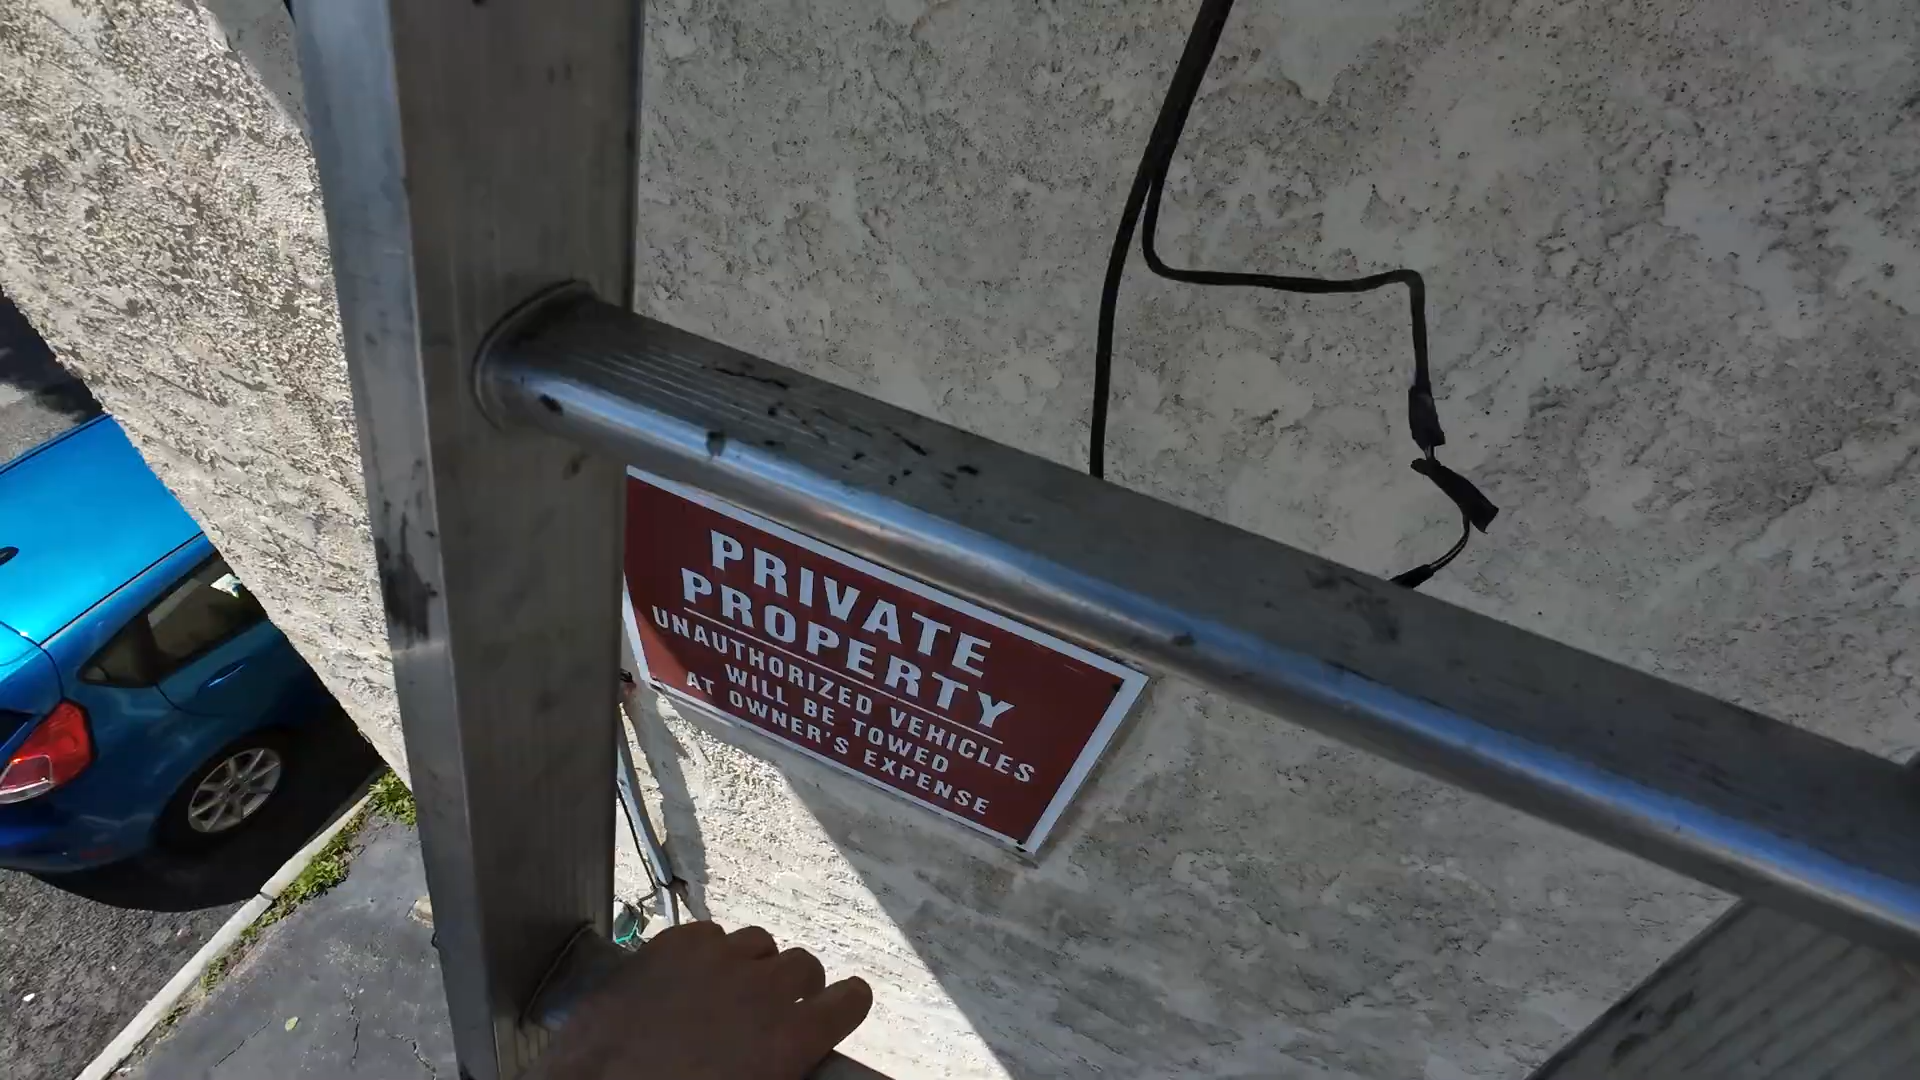 PRIVATE
PROPERTY
UNAUTHORIZED VEHICLES
WILL BE TOWED
AT OWNER'S EXPENSE